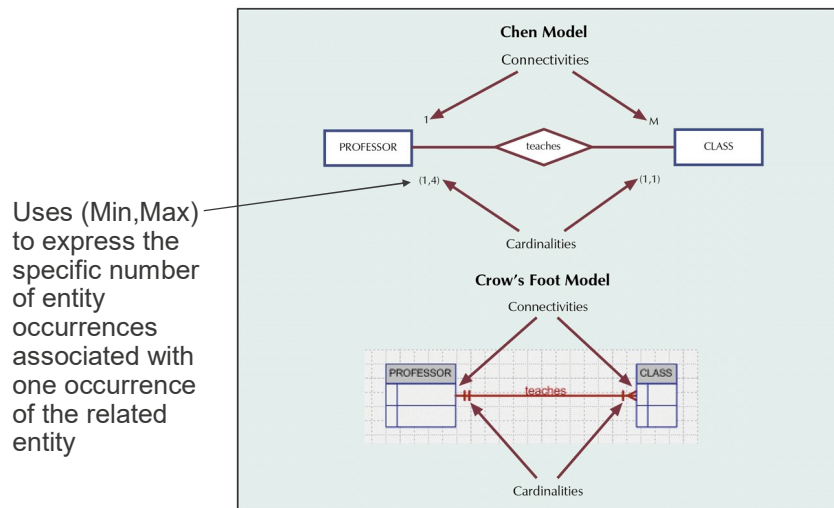 Chen Model
Connectivities
1
M
PROFESSOR
teaches
CLASS
(1,4)
(1,1)
Cardinalities
Uses (Min,Max)
to express the
specific number
of entity
occurrences
associated with
one occurrence
of the related
entity
Crow's Foot Model
Connectivities
PROFESSOR
teaches
CLASS
Cardinalities